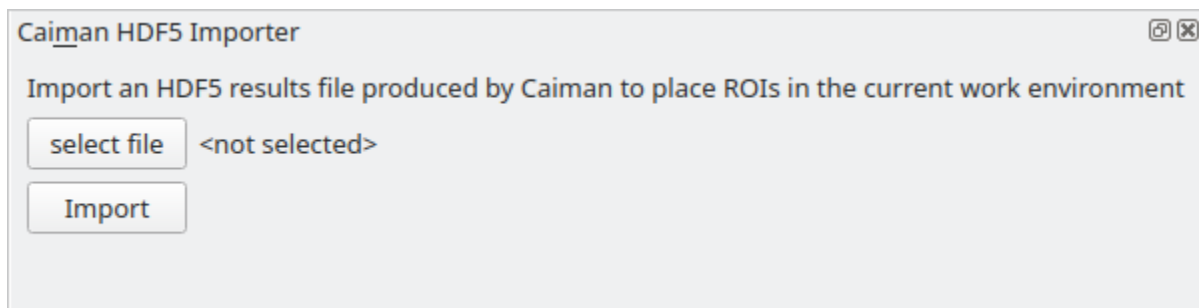 Caiman HDF5 Importer
Import an HDF5 results file produced by Caiman to place ROIs in the current work environment
select file <not selected>
Import